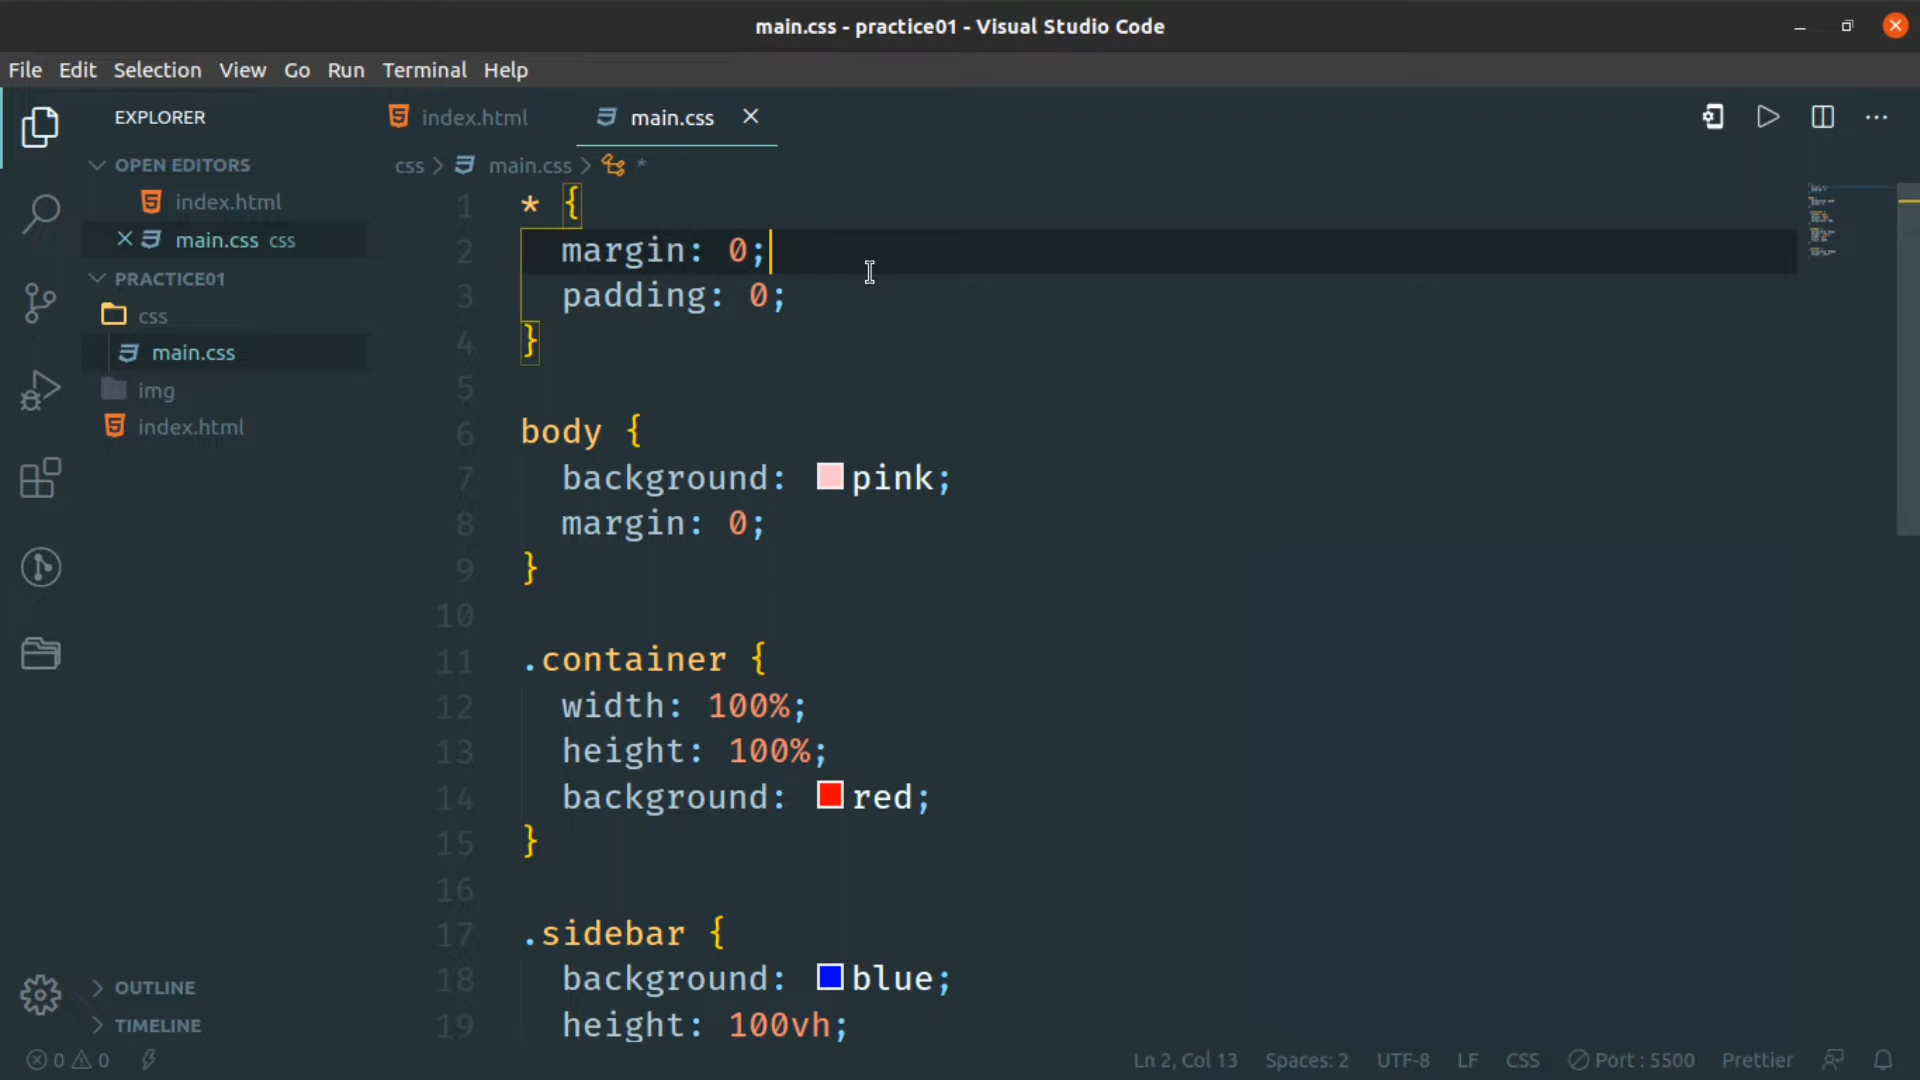 main.css - practice01 - Visual Studio Code
File Edit Selection View Go Run Terminal Help
EXPLORER
OPEN EDITORS
index.html
main.css css
PRACTICE01
css
main.css
img
index.html
OUTLINE
TIMELINE
index.html main.css
css > main.css > *
1 * {
2 margin: 0;
3 padding: 0;
4 }
5
6 body {
7 background: pink;
8 margin: 0;
9 }
10
11 .container {
12 width: 100%;
13 height: 100%;
14 background: red;
15 }
16
17 .sidebar {
18 background: blue;
19 height: 100vh;
0 0 Ln 2, Col 13 Spaces: 2 UTF-8 LF CSS Port : 5500 Prettier